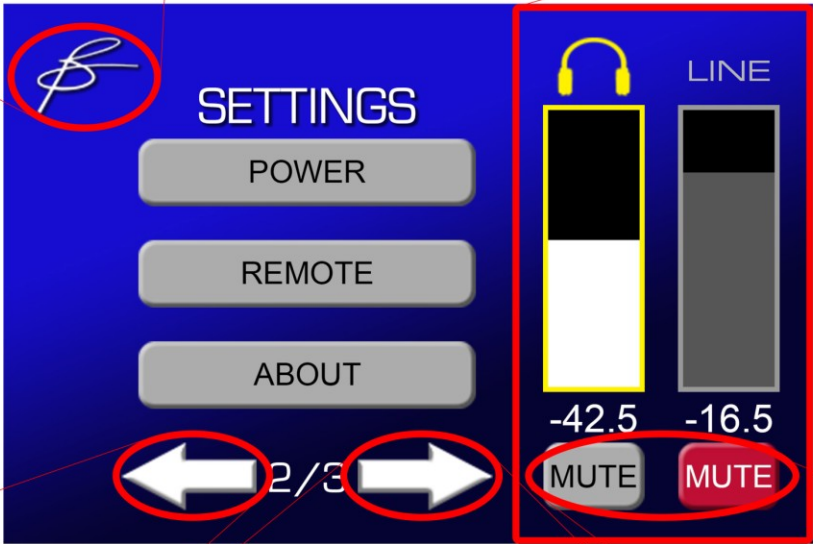 SETTINGS
POWER
REMOTE
ABOUT
2/3
LINE
-42.5 -16.5
MUTE MUTE